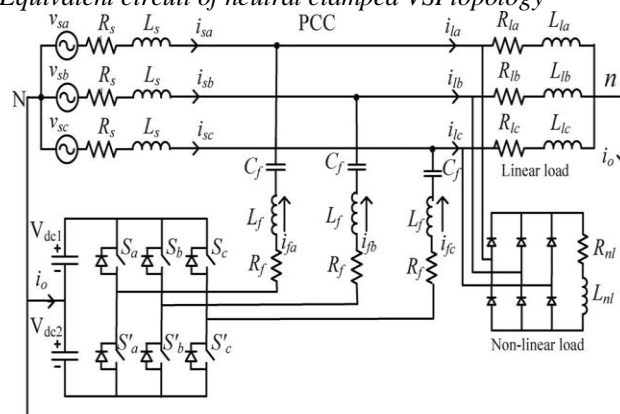 Equivalent circuit of neutral clamped VSI topology
v_sa R_s L_s i_sa PCC i_la R_la L_la
N v_sb R_s L_s i_sb i_lb R_lb L_lb n
v_sc R_s L_s i_sc i_lc R_lc L_lc
C_f C_f C_f Linear load i_o
V_dc1 S_a S_b S_c L_f i_fa L_f i_fb L_f i_fc R_nl
i_o R_f R_f R_f L_nl
V_dc2 S'_a S'_b S'_c Non-linear load